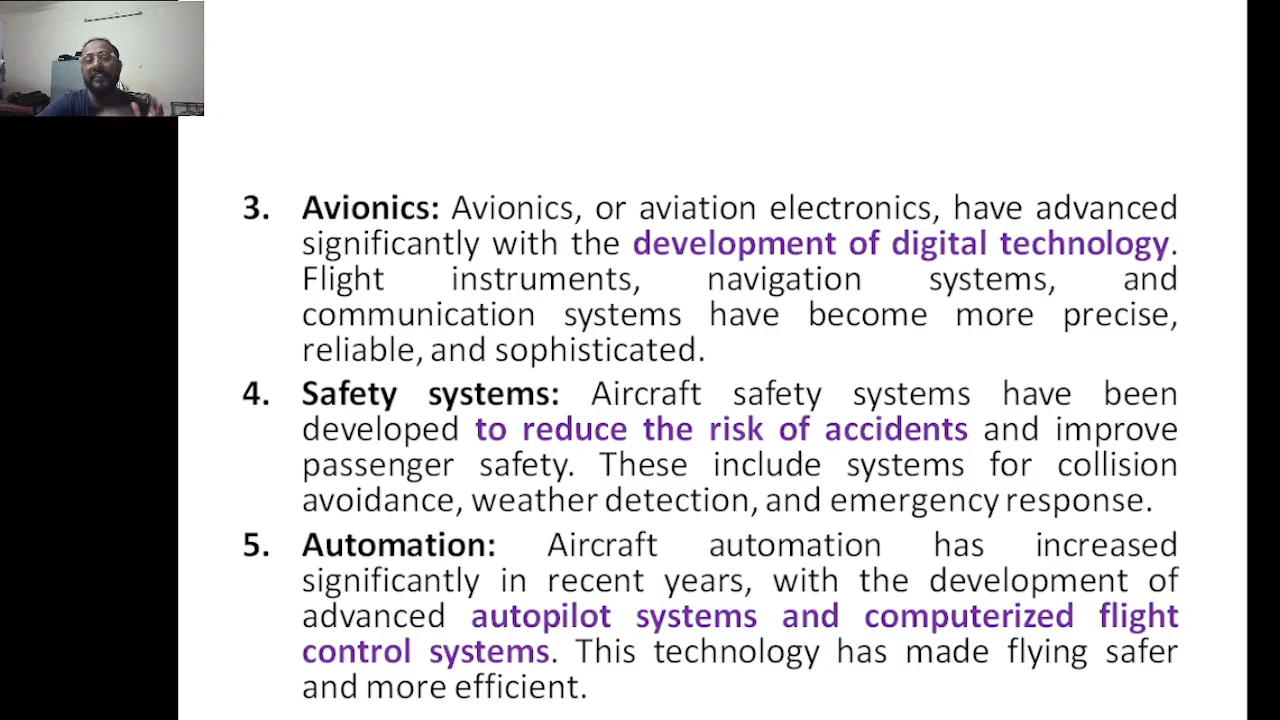 3. Avionics: Avionics, or aviation electronics, have advanced
significantly with the development of digital technology.
Flight instruments, navigation systems, and
communication systems have become more precise,
reliable, and sophisticated.
4. Safety systems: Aircraft safety systems have been
developed to reduce the risk of accidents and improve
passenger safety. These include systems for collision
avoidance, weather detection, and emergency response.
5. Automation: Aircraft automation has increased
significantly in recent years, with the development of
advanced autopilot systems and computerized flight
control systems. This technology has made flying safer
and more efficient.